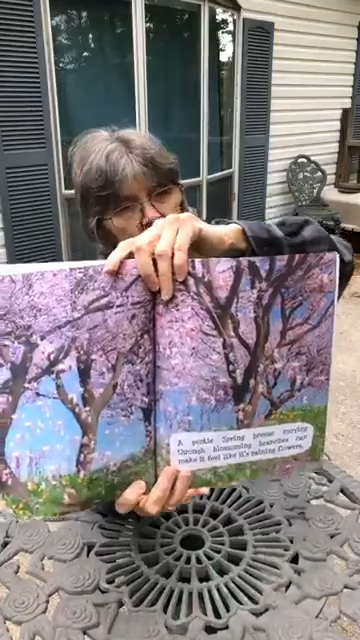 A gentle Spring breeze moving
through blossoming branches can
make it feel like it's raining flowers.